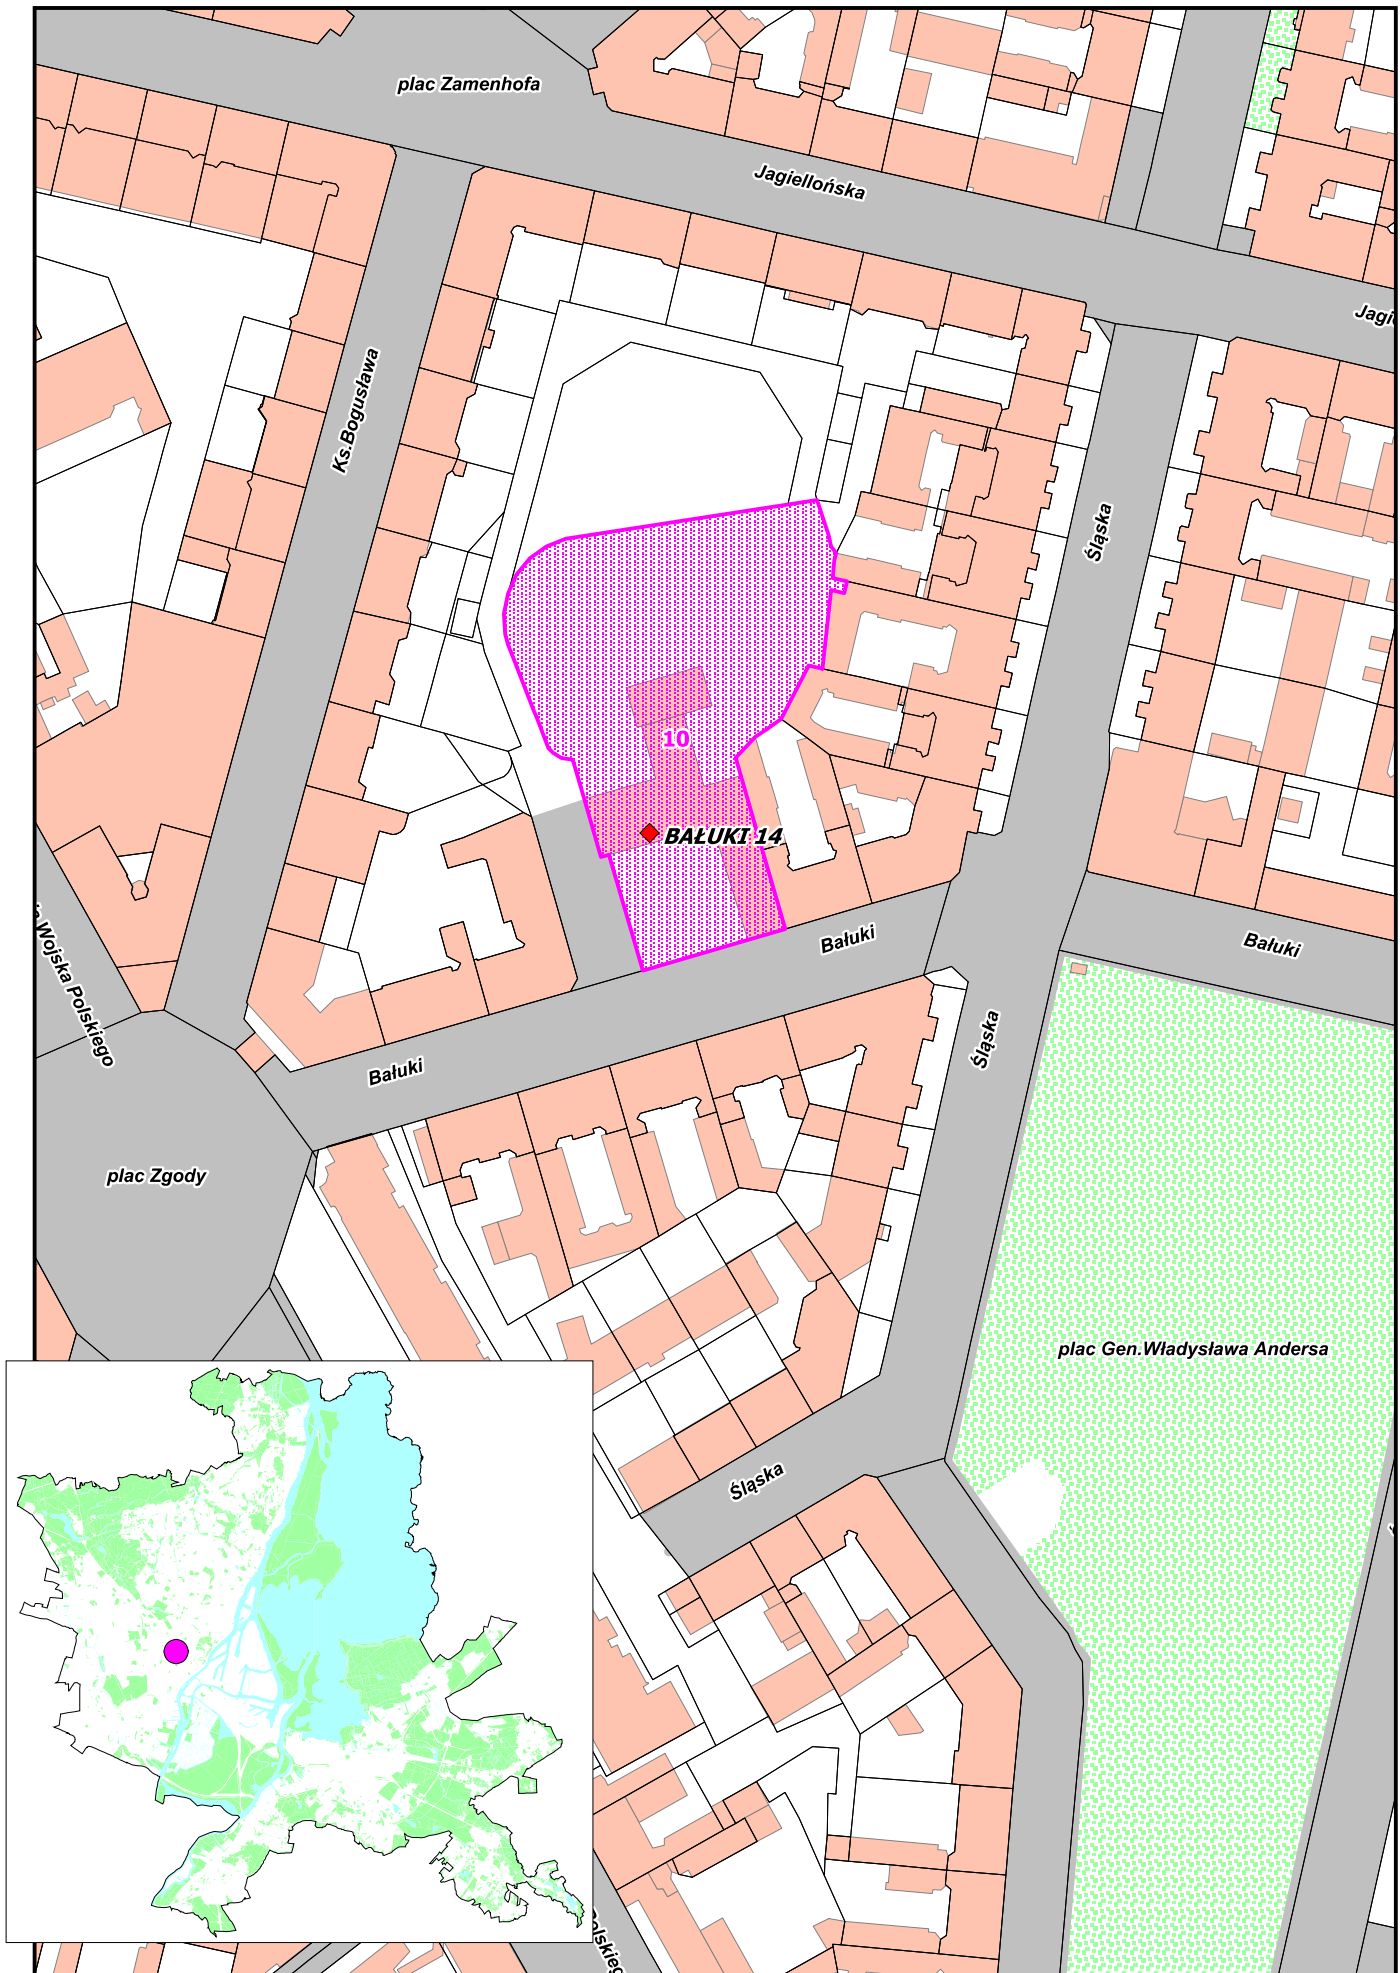 plac Zamenhofa
Jagiellońska
Ks.Bogusława
Śląska
10
BAŁUKI 14
Bałuki
Bałuki
Wojska Polskiego
Śląska
Bałuki
plac Zgody
plac Gen.Władysława Andersa
Śląska